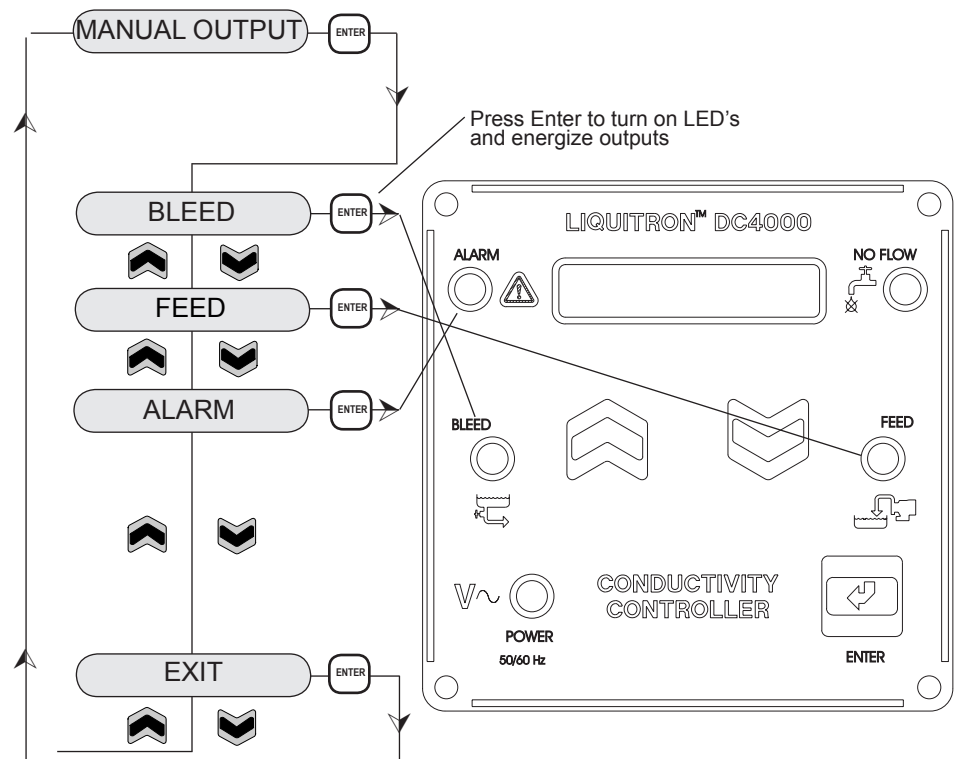 MANUAL OUTPUT
ENTER
Press Enter to turn on LED's
and energize outputs
BLEED
ENTER
FEED
ENTER
ALARM
ENTER
EXIT
ENTER
LIQUITRON™ DC4000
ALARM
NO FLOW
BLEED
FEED
V~
CONDUCTIVITY
CONTROLLER
POWER
50/60 Hz
ENTER